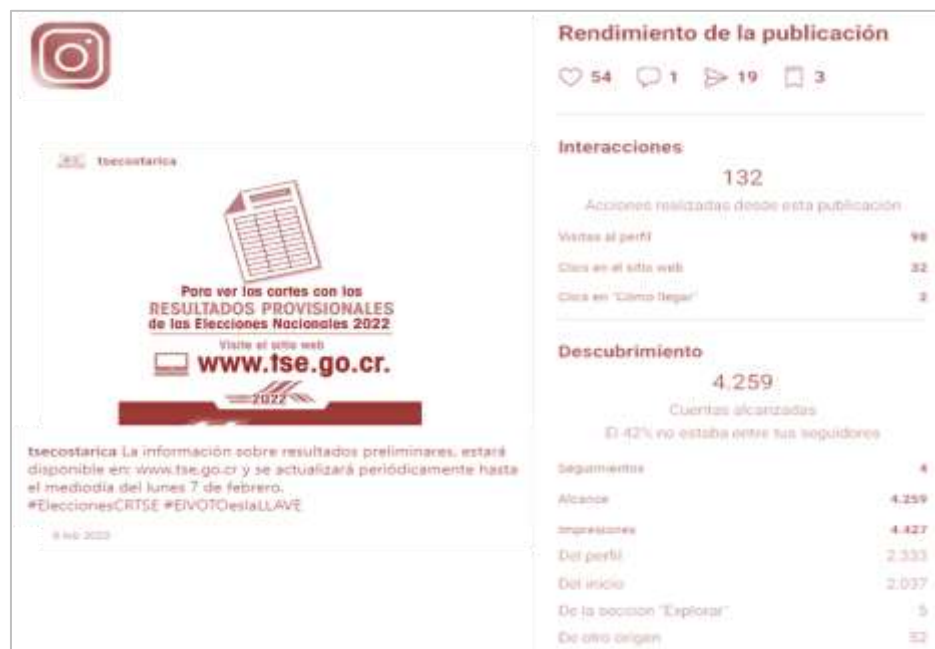 tsecostarica
Para ver los cortes con los
RESULTADOS PROVISIONALES
de las Elecciones Nacionales 2022
Visite el sitio web
www.tse.go.cr.
2022
tsecostarica La información sobre resultados preliminares, estará
disponible en: www.tse.go.cr y se actualizará periódicamente hasta
el mediodía del lunes 7 de febrero.
#EleccionesCRTSE #ElVOTOeslaLLAVE
6 feb 2022
Rendimiento de la publicación
54 1 19 3
Interacciones
132
Acciones realizadas desde esta publicación
Visitas al perfil 98
Clics en el sitio web 32
Clics en "Cómo llegar" 2
Descubrimiento
4.259
Cuentas alcanzadas
El 42% no estaba entre tus seguidores
Seguimientos 4
Alcance 4.259
Impresiones 4.427
Del perfil 2.333
Del inicio 2.037
De la sección "Explorar" 5
De otro origen 52